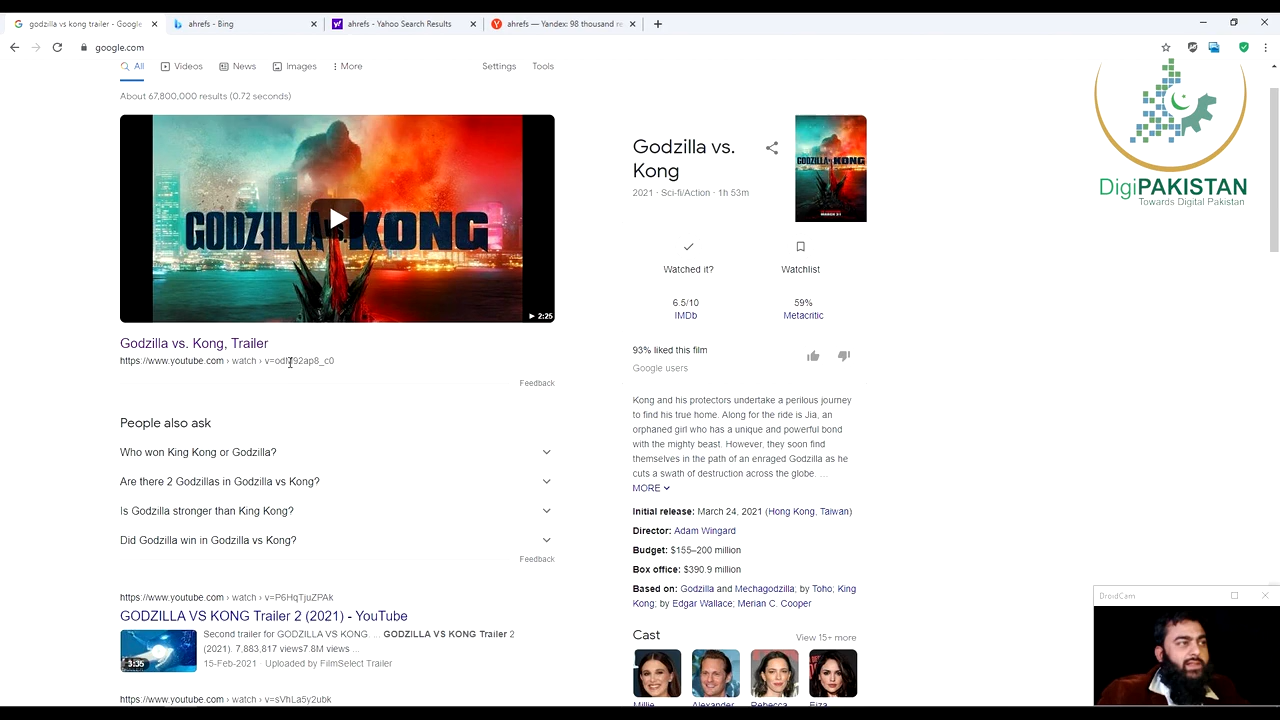 godzilla vs kong trailer - Google
ahrefs - Bing
ahrefs - Yahoo Search Results
ahrefs — Yandex: 98 thousand re
google.com
All
Videos
News
Images
More
Settings
Tools
About 67,800,000 results (0.72 seconds)
GODZILLA KONG
2:25
Godzilla vs. Kong, Trailer
https://www.youtube.com › watch ›
Feedback
People also ask
Who won King Kong or Godzilla?
Are there 2 Godzillas in Godzilla vs Kong?
Is Godzilla stronger than King Kong?
Did Godzilla win in Godzilla vs Kong?
Feedback
https://www.youtube.com › watch › v=P6HqTjuZPAk
GODZILLA VS KONG Trailer 2 (2021) - YouTube
3:35
Second trailer for GODZILLA VS KONG. ... GODZILLA VS KONG Trailer 2
(2021). 7,883,817 views7.8M views ...
15-Feb-2021 · Uploaded by FilmSelect Trailer
https://www.youtube.com › watch › v=sVhLa5y2ubk
Godzilla vs.
Kong
2021 · Sci-fi/Action · 1h 53m
GODZILLA KONG
Watched it?
Watchlist
6.5/10
IMDb
59%
Metacritic
93% liked this film
Google users
Kong and his protectors undertake a perilous journey
to find his true home. Along for the ride is Jia, an
orphaned girl who has a unique and powerful bond
with the mighty beast. However, they soon find
themselves in the path of an enraged Godzilla as he
cuts a swath of destruction across the globe. ...
MORE
Initial release: March 24, 2021 (Hong Kong, Taiwan)
Director: Adam Wingard
Budget: $155–200 million
Box office: $390.9 million
Based on: Godzilla and Mechagodzilla; by Toho; King
Kong; by Edgar Wallace; Merian C. Cooper
Cast
View 15+ more
Millie
Alexander
Rebecca
Eiza
DigiPAKISTAN
Towards Digital Pakistan
DroidCam